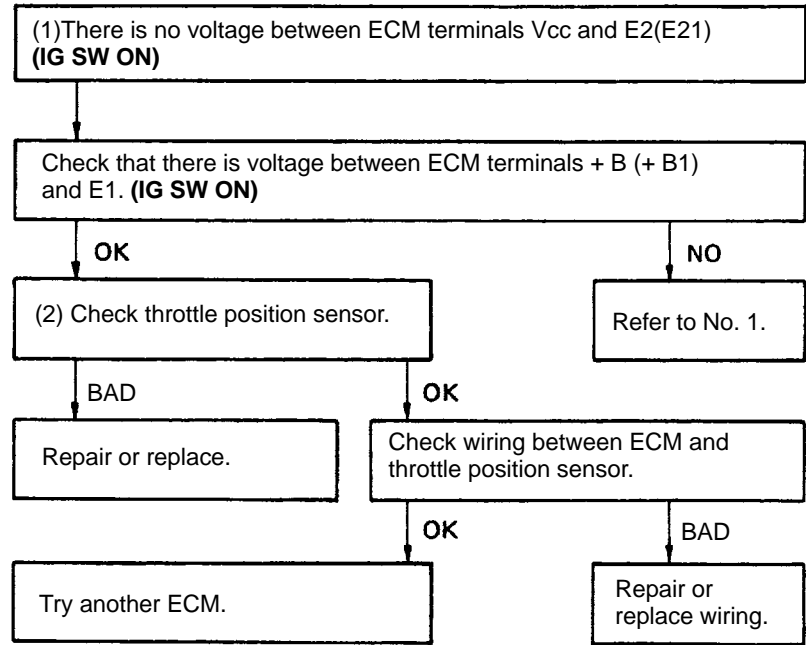 (1)There is no voltage between ECM terminals Vcc and E2(E21)
(IG SW ON)
Check that there is voltage between ECM terminals + B (+ B1)
and E1. (IG SW ON)
OK
NO
(2) Check throttle position sensor.
Refer to No. 1.
BAD
OK
Repair or replace.
Check wiring between ECM and
throttle position sensor.
OK
BAD
Try another ECM.
Repair or
replace wiring.